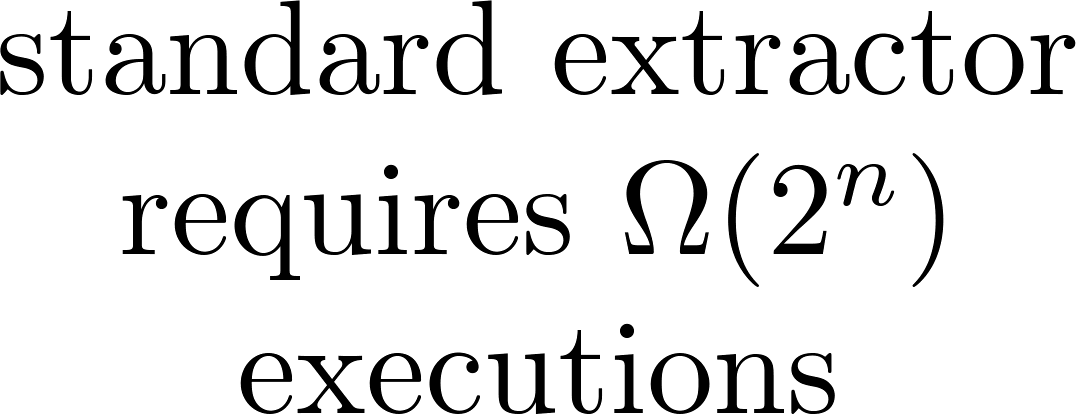 standard extractor
requires Ω(2^n)
executions